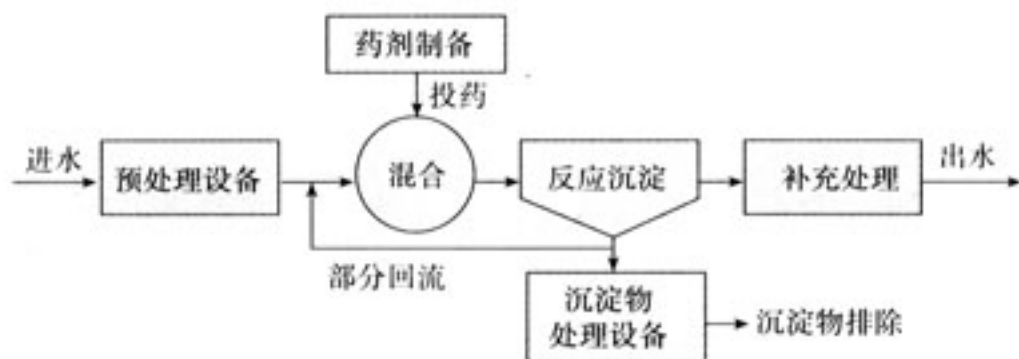 药剂制备
投药
进水
预处理设备
混合
反应沉淀
补充处理
出水
部分回流
沉淀物
处理设备
沉淀物排除